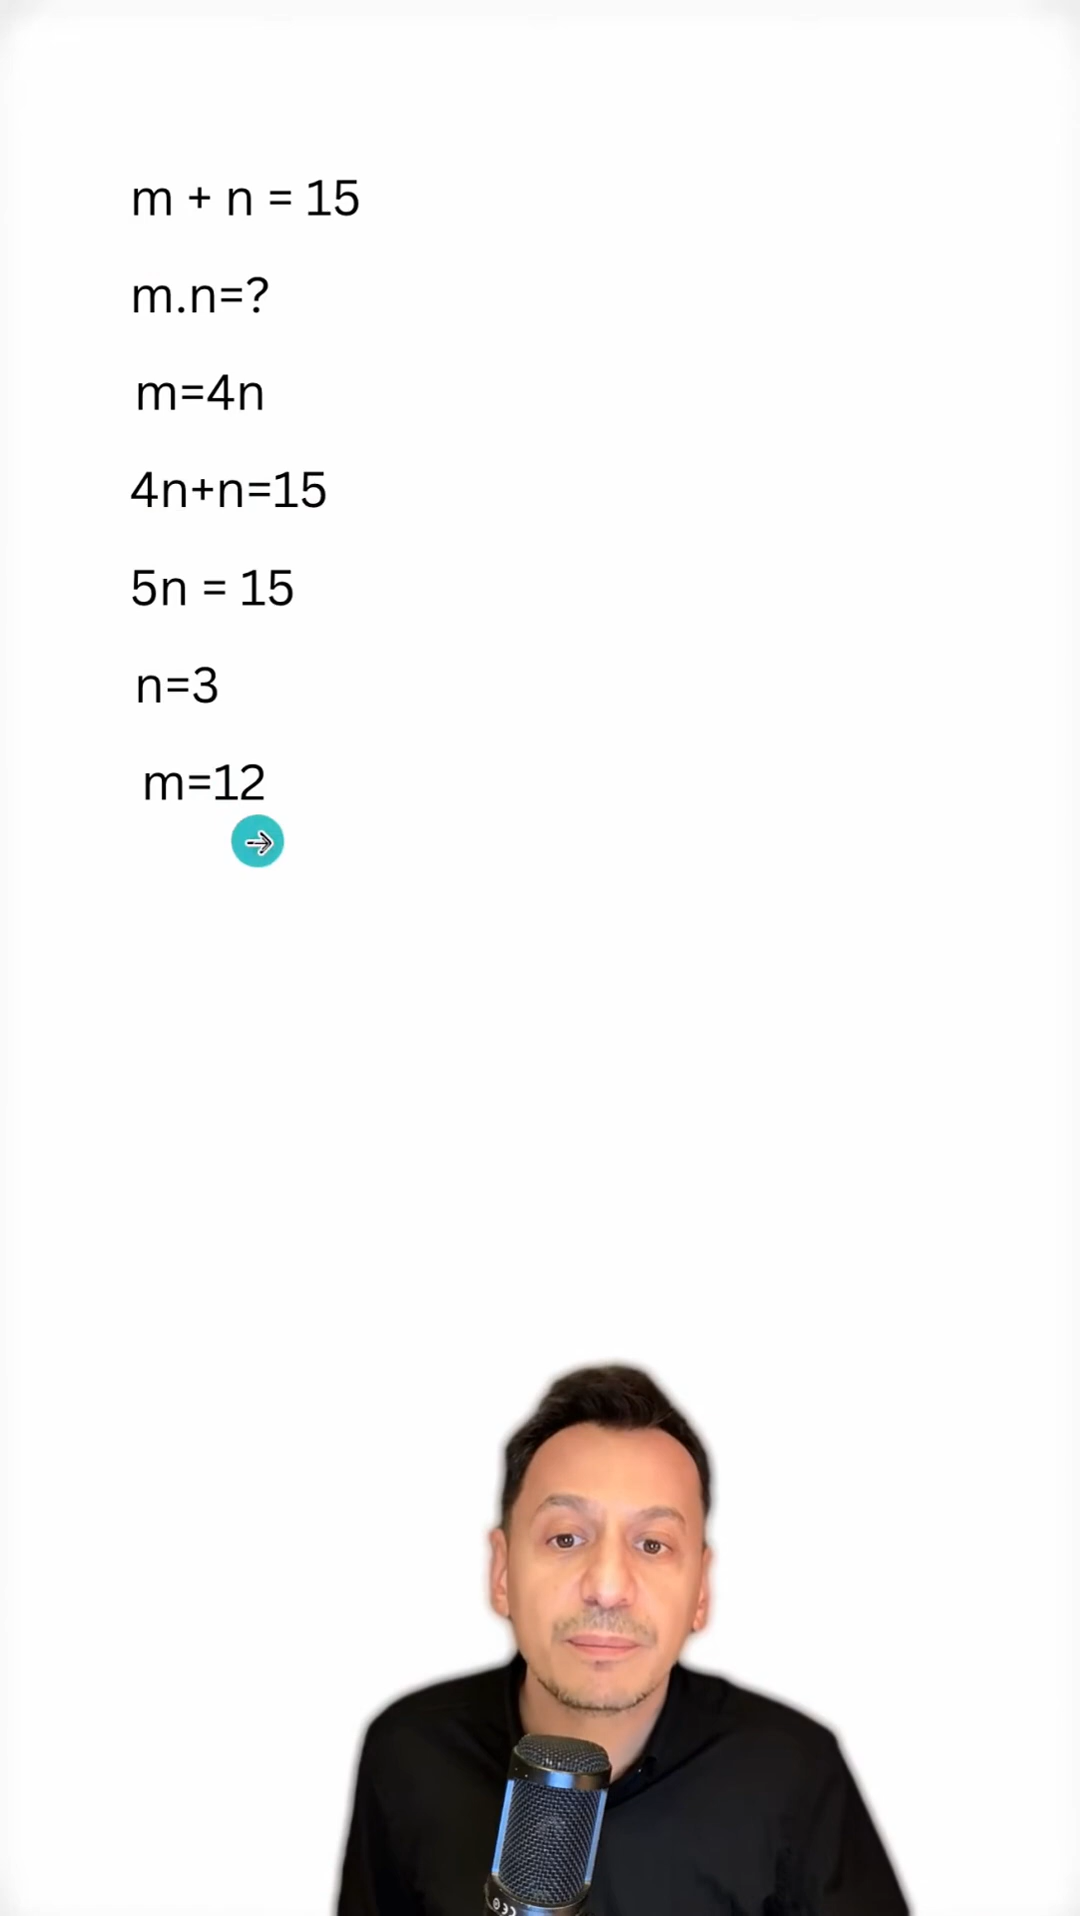 m + n = 15
m.n=?
m=4n
4n+n=15
5n = 15
n=3
m=12